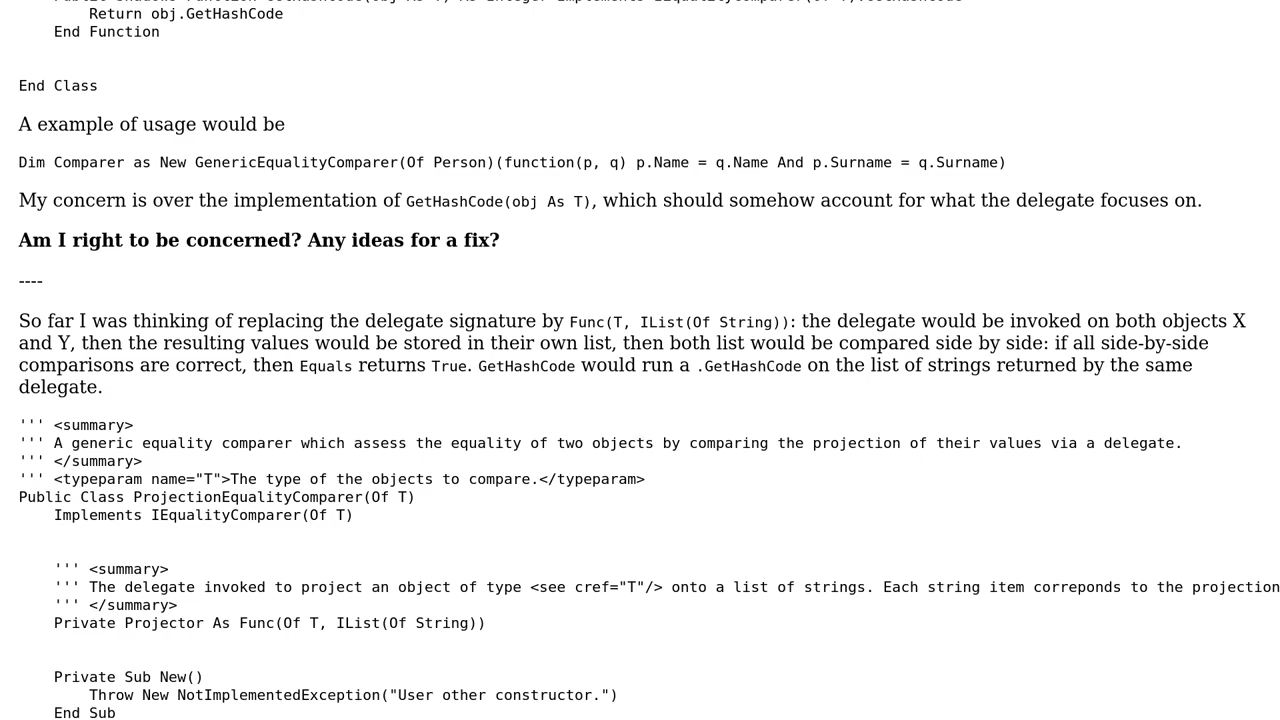 Return obj.GetHashCode
End Function
End Class
A example of usage would be
Dim Comparer as New GenericEqualityComparer(Of Person)(function(p, q) p.Name = q.Name And p.Surname = q.Surname)
My concern is over the implementation of GetHashCode(obj As T), which should somehow account for what the delegate focuses on.
Am I right to be concerned? Any ideas for a fix?
----
So far I was thinking of replacing the delegate signature by Func(T, IList(Of String)): the delegate would be invoked on both objects X
and Y, then the resulting values would be stored in their own list, then both list would be compared side by side: if all side-by-side
comparisons are correct, then Equals returns True. GetHashCode would run a .GetHashCode on the list of strings returned by the same
delegate.
''' <summary>
''' A generic equality comparer which assess the equality of two objects by comparing the projection of their values via a delegate.
''' </summary>
''' <typeparam name="T">The type of the objects to compare.</typeparam>
Public Class ProjectionEqualityComparer(Of T)
Implements IEqualityComparer(Of T)
''' <summary>
''' The delegate invoked to project an object of type <see cref="T"/> onto a list of strings. Each string item correponds to the projection
''' </summary>
Private Projector As Func(Of T, IList(Of String))
Private Sub New()
Throw New NotImplementedException("User other constructor.")
End Sub